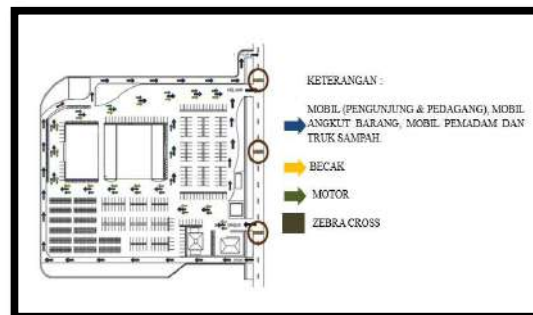 KETERANGAN :
MOBIL (PENGUNJUNG & PEDAGANG), MOBIL
ANGKUT BARANG, MOBIL PEMADAM DAN
TRUK SAMPAH.
BECAK
MOTOR
ZEBRA CROSS